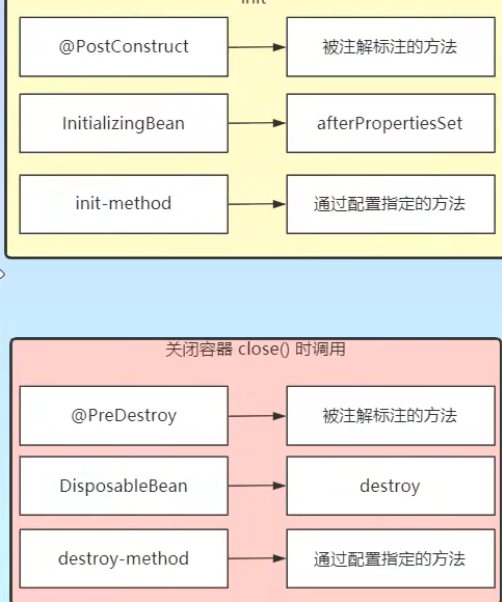 init
@PostConstruct
被注解标注的方法
InitializingBean
afterPropertiesSet
init-method
通过配置指定的方法
关闭容器 close() 时调用
@PreDestroy
被注解标注的方法
DisposableBean
destroy
destroy-method
通过配置指定的方法